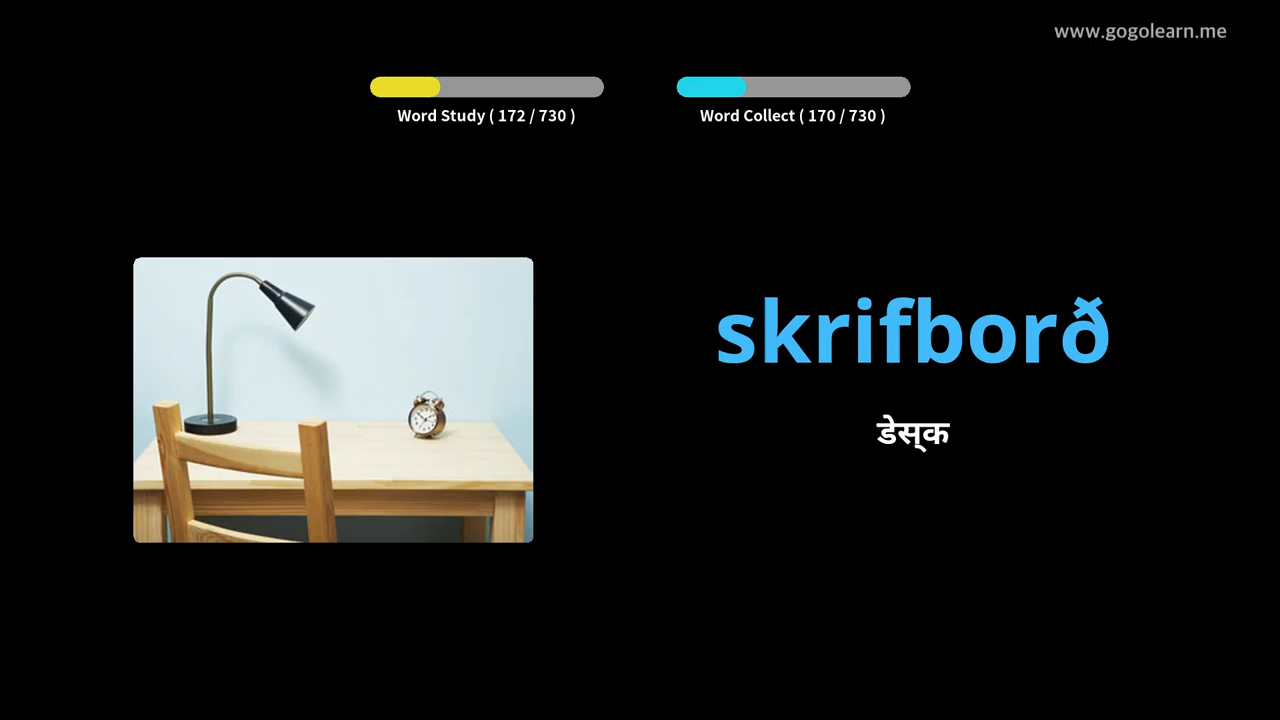 www.gogolearn.me
Word Study ( 172 / 730 )
Word Collect ( 170 / 730 )
skrifborð
डेस्‌क